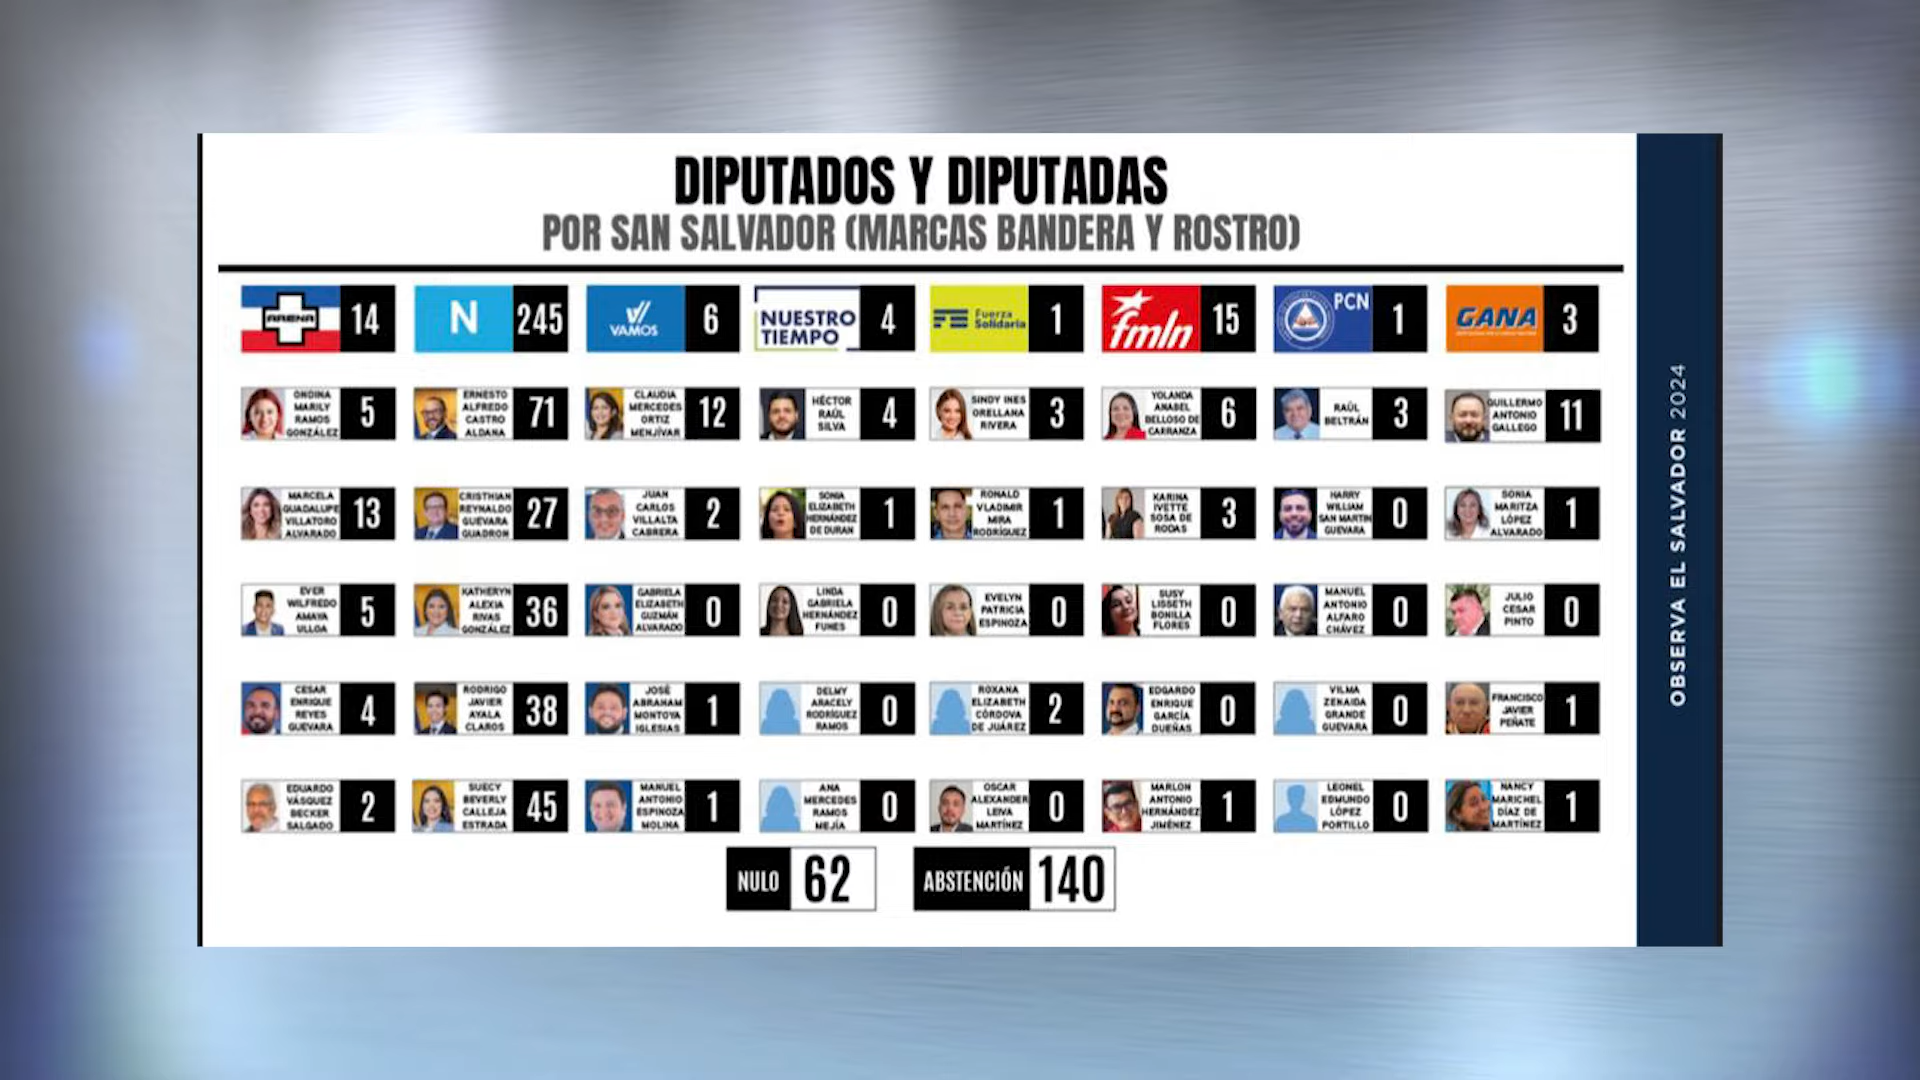 DIPUTADOS Y DIPUTADAS
POR SAN SALVADOR (MARCAS BANDERA Y ROSTRO)
ARENA 14
N 245
VAMOS 6
NUESTRO
TIEMPO 4
Fuerza
Solidaria 1
fmln 15
PCN 1
GANA 3
ONDINA
MARILY
RAMOS
GONZÁLEZ 5
ERNESTO
ALFREDO
CASTRO
ALDANA 71
CLAUDIA
MERCEDES
ORTIZ
MENJÍVAR 12
HÉCTOR
RAÚL
SILVA 4
SINDY INES
ORELLANA
RIVERA 3
YOLANDA
ANABEL
BELLOSO DE
CARRANZA 6
RAÚL
BELTRÁN 3
GUILLERMO
ANTONIO
GALLEGO 11
MARCELA
GUADALUPE
VILLATORO
ALVARADO 13
CRISTHIAN
REYNALDO
GUEVARA
GUADRON 27
JUAN
CARLOS
VILLALTA
CABRERA 2
SONIA
ELIZABETH
HERNÁNDEZ
DE DURAN 1
RONALD
VLADIMIR
MIRA
RODRÍGUEZ 1
KARINA
IVETTE
SOSA DE
RODAS 3
HARRY
WILLIAM
SAN MARTIN
GUEVARA 0
SONIA
MARITZA
LÓPEZ
ALVARADO 1
EVER
WILFREDO
AMAYA
ULLOA 5
KATHERYN
ALEXIA
RIVAS
GONZÁLEZ 36
GABRIELA
ELIZABETH
GUZMÁN
ALVARADO 0
LINDA
GABRIELA
HERNÁNDEZ
FUNES 0
EVELYN
PATRICIA
ESPINOZA 0
SUSY
LISSETH
BONILLA
FLORES 0
MANUEL
ANTONIO
ALFARO
CHÁVEZ 0
JULIO
CESAR
PINTO 0
CESAR
ENRIQUE
REYES
GUEVARA 4
RODRIGO
JAVIER
AYALA
CLAROS 38
JOSÉ
ABRAHAM
MONTOYA
IGLESIAS 1
DELMY
ARACELY
RODRÍGUEZ
RAMOS 0
ROXANA
ELIZABETH
CÓRDOVA
DE JUÁREZ 2
EDGARDO
ENRIQUE
GARCÍA
DUEÑAS 0
VILMA
ZENAIDA
GRANDE
GUEVARA 0
FRANCISCO
JAVIER
PEÑATE 1
EDUARDO
VÁSQUEZ
BECKER
SALGADO 2
SUECY
BEVERLY
CALLEJA
ESTRADA 45
MANUEL
ANTONIO
ESPINOZA
MOLINA 1
ANA
MERCEDES
RAMOS
MEJÍA 0
OSCAR
ALEXANDER
LEIVA
MARTÍNEZ 0
MARLON
ANTONIO
HERNÁNDEZ
JIMÉNEZ 1
LEONEL
EDMUNDO
LÓPEZ
PORTILLO 0
NANCY
MARICHEL
DÍAZ DE
MARTÍNEZ 1
NULO 62
ABSTENCIÓN 140
OBSERVA EL SALVADOR 2024